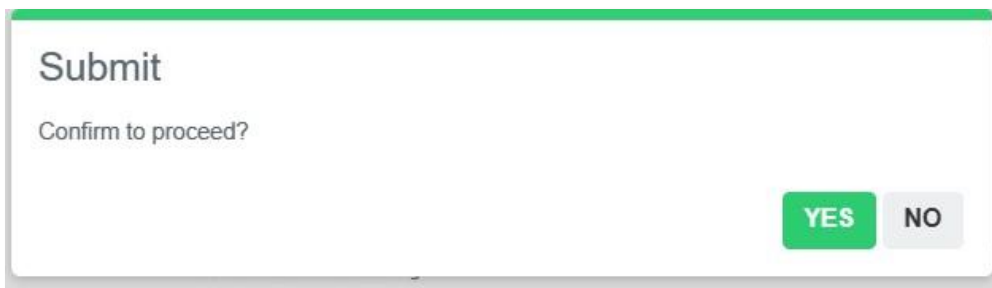 Submit
Confirm to proceed?
YES NO